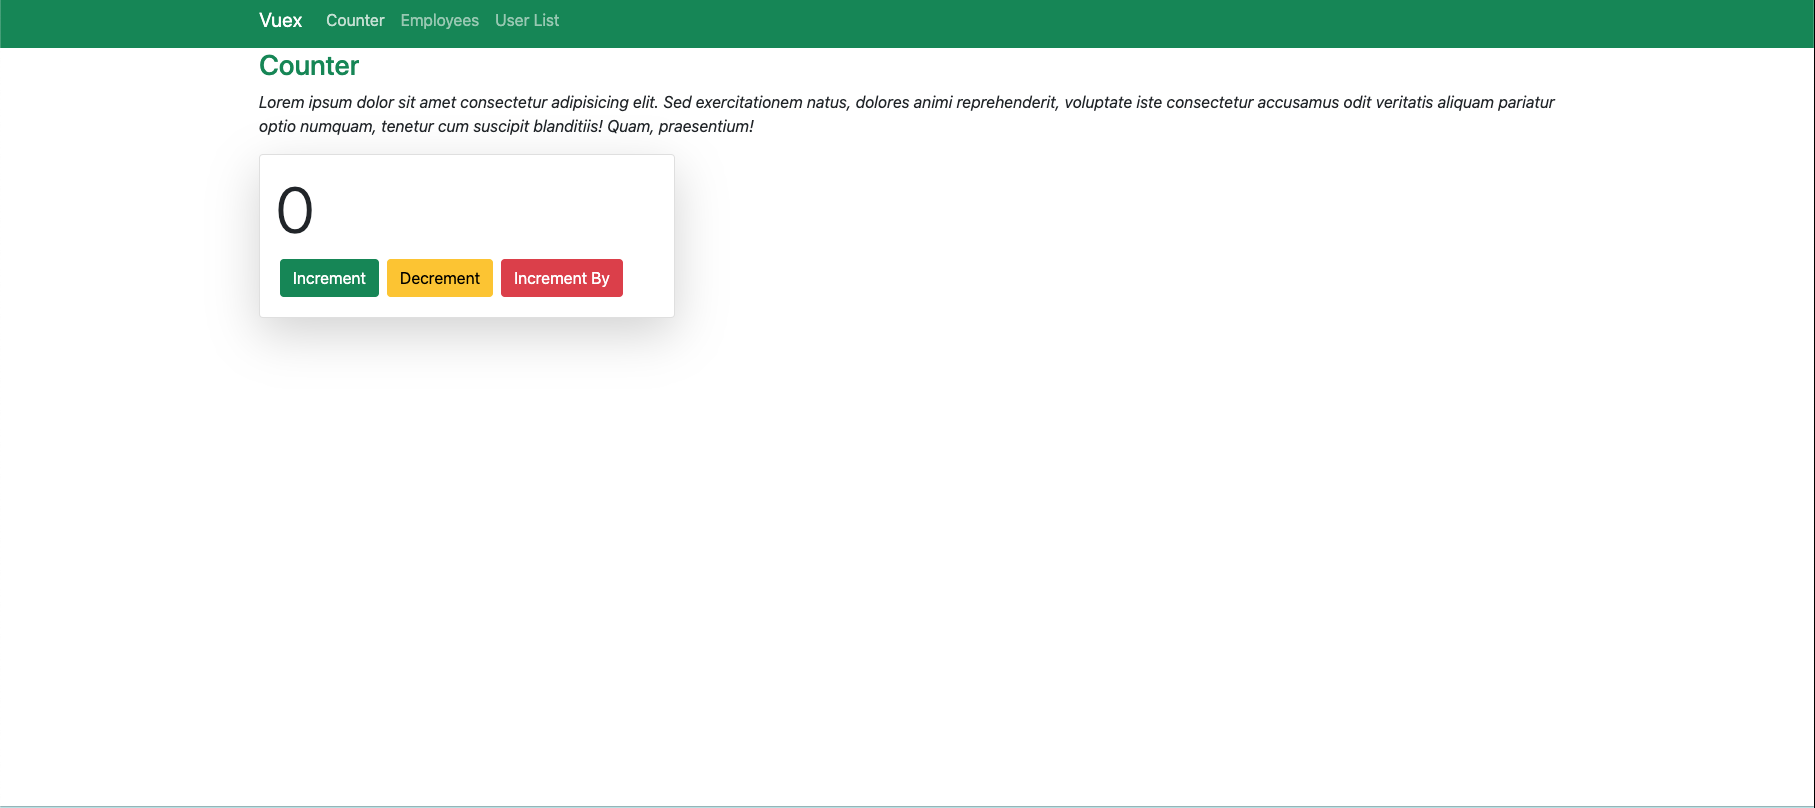 Vuex Counter Employees User List
Counter
Lorem ipsum dolor sit amet consectetur adipisicing elit. Sed exercitationem natus, dolores animi reprehenderit, voluptate iste consectetur accusamus odit veritatis aliquam pariatur
optio numquam, tenetur cum suscipit blanditiis! Quam, praesentium!
0
Increment Decrement Increment By